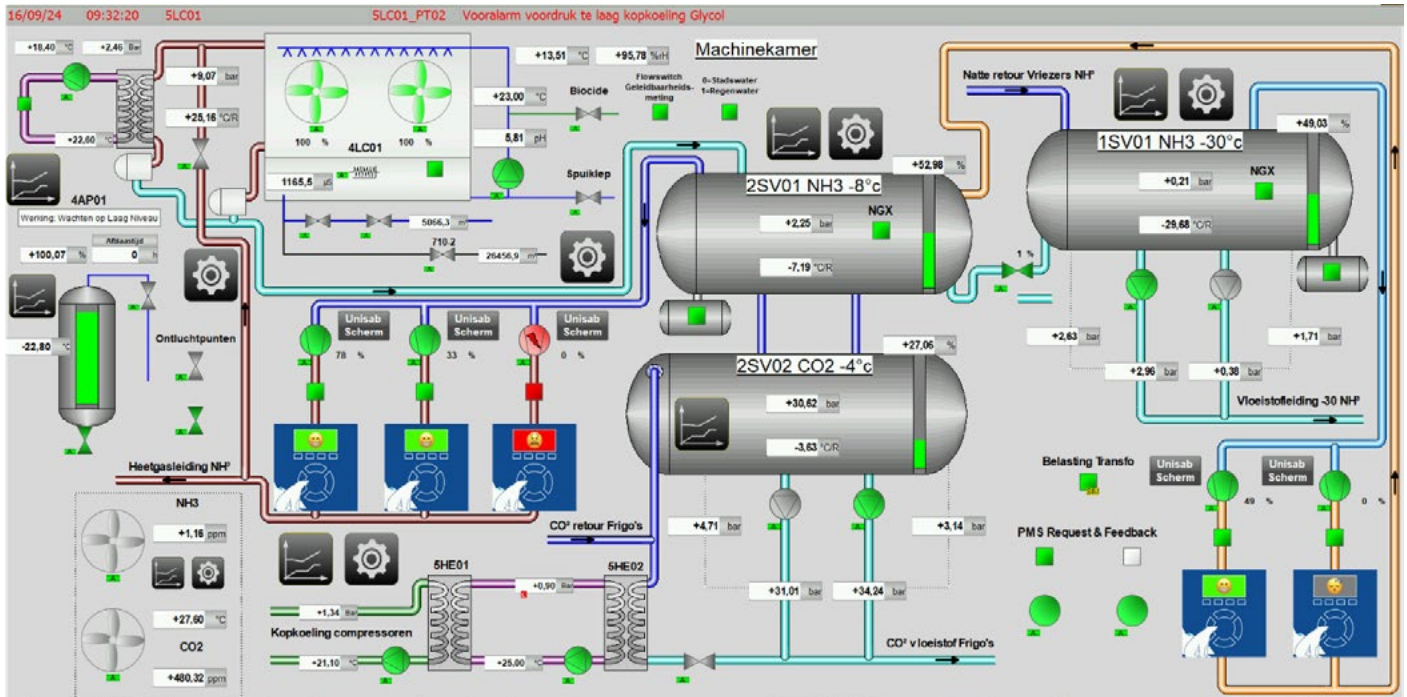 16/09/24 09:32:20 5LC01 5LC01_PT02 Vooralarm voordruk te laag kopkoeling Glycol
+18,40 °C +2,46 Bar
+9,07 bar
+25,16 °C/R
+22,60 °C
4AP01
Werking: Wachten op Laag Niveau
Aflaastijd
+100,07 % 0 h
-22,80 °C
Ontluchtpunten
Heetgasleiding NH³
100 % 100 %
4LC01
1165,5 µS
+13,51 °C +95,78 %rH
+23,00 °C
5,81 pH
Biocide
Spuiklep
5066,3 m³
710-2
26456,9 m³
Flowswitch
Geleidbaarheids-
meting
0=Stadswater
1=Regenwater
Machinekamer
Unisab
Scherm
78 %
Unisab
Scherm
33 %
Unisab
Scherm
0 %
2SV01 NH3 -8°c
+52,98 %
+2,25 bar
NGX
-7,19 °C/R
2SV02 CO2 -4°c
+27,06 %
+30,62 bar
-3,63 °C/R
+4,71 bar
+3,14 bar
+31,01 bar
+34,24 bar
CO² retour Frigo's
CO² vloeistof Frigo's
Natte retour Vriezers NH³
1SV01 NH3 -30°c
+49,03 %
+0,21 bar
NGX
-29,68 °C/R
1 %
+2,63 bar
+1,71 bar
+2,96 bar
+0,38 bar
Vloeistofleiding -30 NH³
Belasting Transfo
Unisab
Scherm
49 %
Unisab
Scherm
0 %
PMS Request & Feedback
NH3
+1,16 ppm
+27,60 °C
CO2
+480,32 ppm
5HE01
5HE02
+0,90 Bar
L
+1,34 Bar
Kopkoeling compressoren
+21,10 °C
+25,00 °C